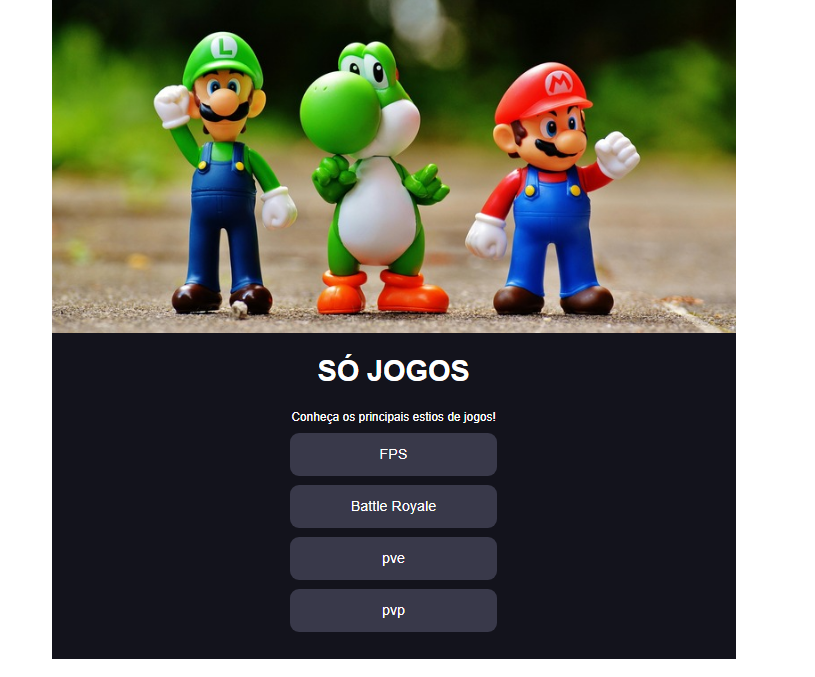 L
M
SÓ JOGOS
Conheça os principais estios de jogos!
FPS
Battle Royale
pve
pvp